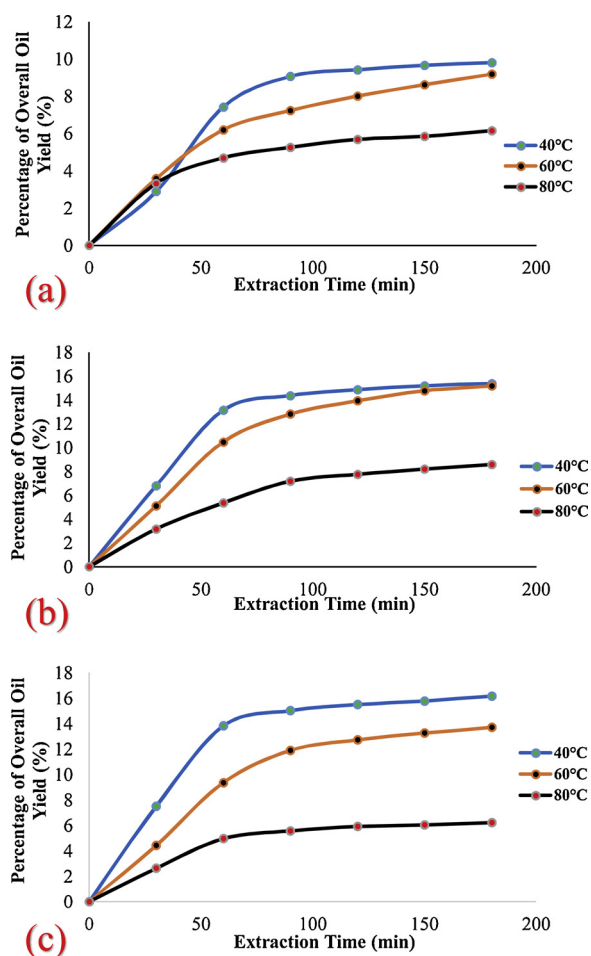 Percentage of Overall Oil
Yield (%)
12
10
8
6
4
2
0
0
50
100
150
200
Extraction Time (min)
40°C
60°C
80°C
(a)
Percentage of Overall Oil
Yield (%)
18
16
14
12
10
8
6
4
2
0
0
50
100
150
200
Extraction Time (min)
40°C
60°C
80°C
(b)
Percentage of Overall Oil
Yield (%)
18
16
14
12
10
8
6
4
2
0
0
50
100
150
200
Extraction Time (min)
40°C
60°C
80°C
(c)